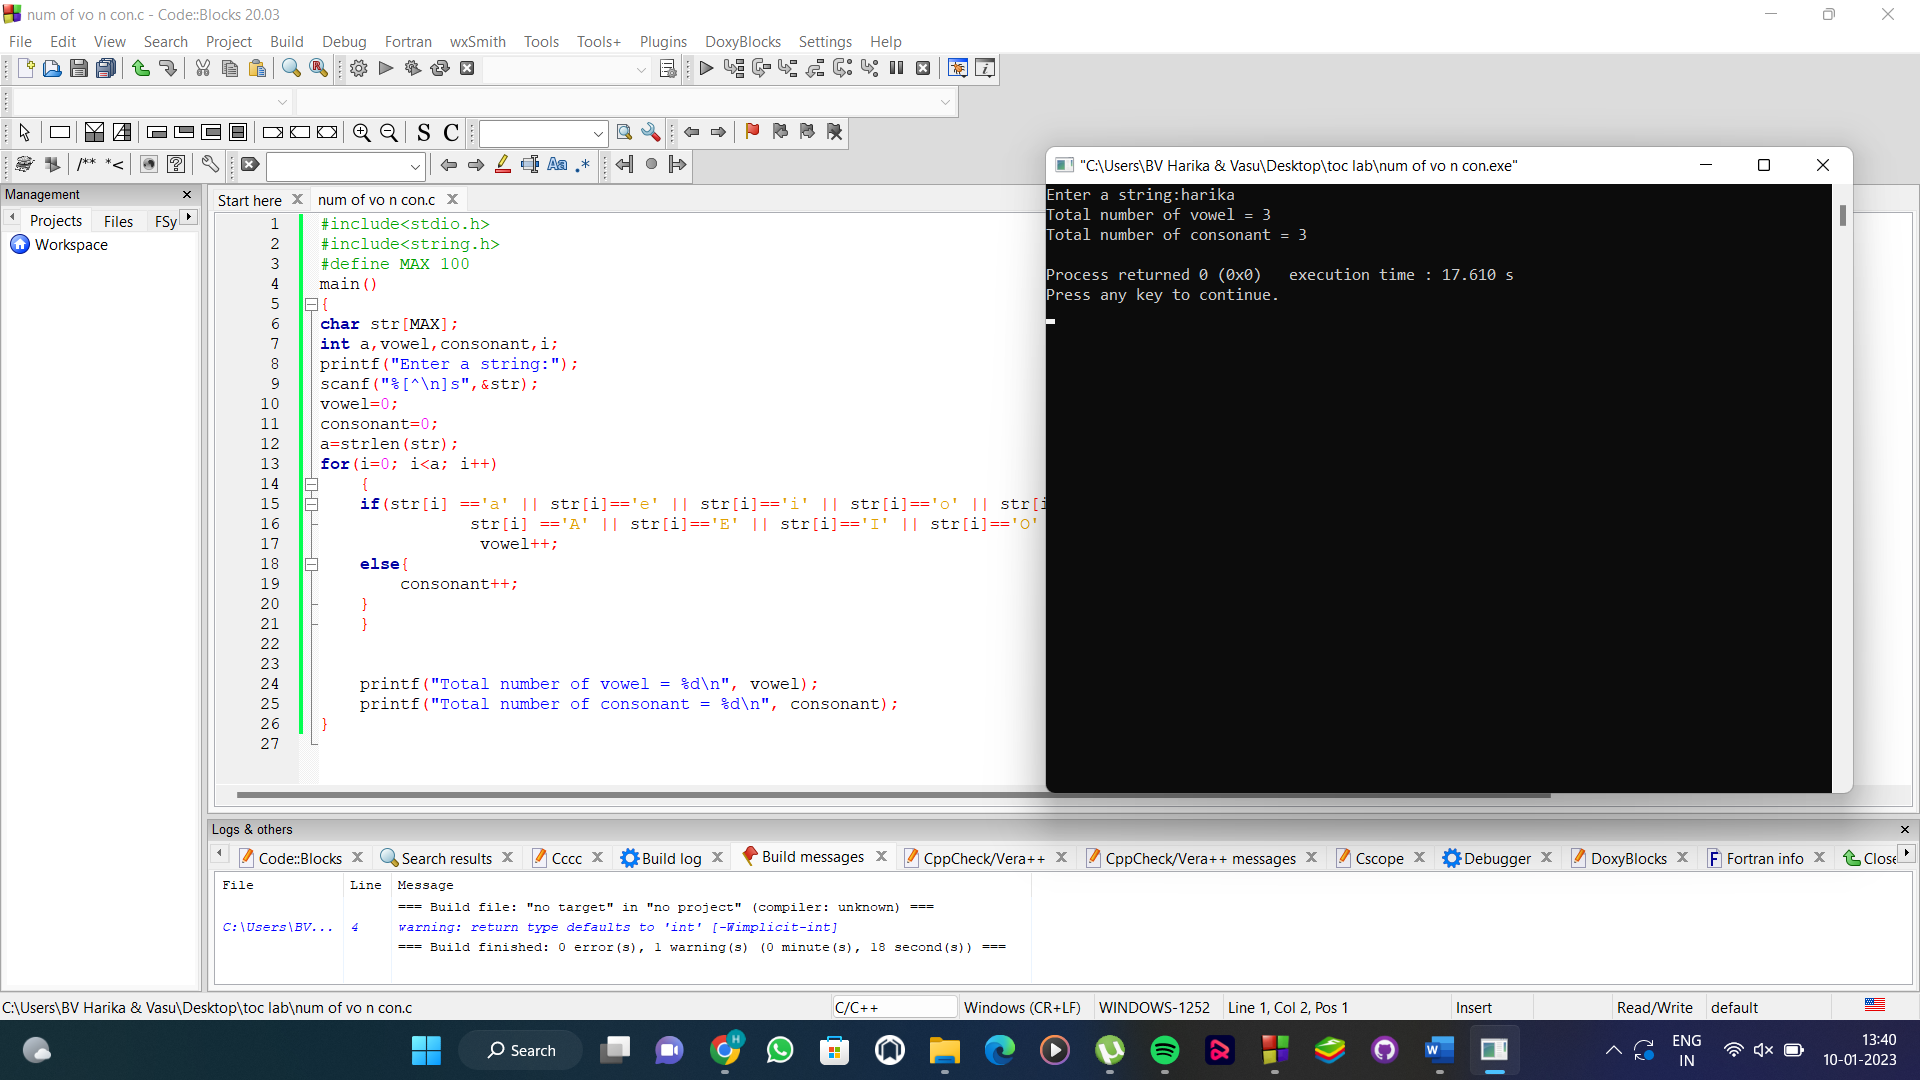 num of vo n con.c - Code::Blocks 20.03
File Edit View Search Project Build Debug Fortran wxSmith Tools Tools+ Plugins DoxyBlocks Settings Help
S C
/** *<
Aa .*
Management
Projects Files FSy
Workspace
Start here num of vo n con.c
1 #include<stdio.h>
2 #include<string.h>
3 #define MAX 100
4 main()
5 {
6 char str[MAX];
7 int a,vowel,consonant,i;
8 printf("Enter a string:");
9 scanf("%[^\n]s",&str);
10 vowel=0;
11 consonant=0;
12 a=strlen(str);
13 for(i=0; i<a; i++)
14 {
15 if(str[i] =='a' || str[i]=='e' || str[i]=='i' || str[i]=='o' || str[i
16 str[i] =='A' || str[i]=='E' || str[i]=='I' || str[i]=='O'
17 vowel++;
18 else{
19 consonant++;
20 }
21 }
22
23
24 printf("Total number of vowel = %d\n", vowel);
25 printf("Total number of consonant = %d\n", consonant);
26 }
27
"C:\Users\BV Harika & Vasu\Desktop\toc lab\num of vo n con.exe"
Enter a string:harika
Total number of vowel = 3
Total number of consonant = 3
Process returned 0 (0x0) execution time : 17.610 s
Press any key to continue.
Logs & others
Code::Blocks Search results Cccc Build log Build messages CppCheck/Vera++ CppCheck/Vera++ messages Cscope Debugger DoxyBlocks Fortran info Close
File Line Message
=== Build file: "no target" in "no project" (compiler: unknown) ===
C:\Users\BV... 4 warning: return type defaults to 'int' [-Wimplicit-int]
=== Build finished: 0 error(s), 1 warning(s) (0 minute(s), 18 second(s)) ===
C:\Users\BV Harika & Vasu\Desktop\toc lab\num of vo n con.c C/C++ Windows (CR+LF) WINDOWS-1252 Line 1, Col 2, Pos 1 Insert Read/Write default
Search
ENG
IN
13:40
10-01-2023